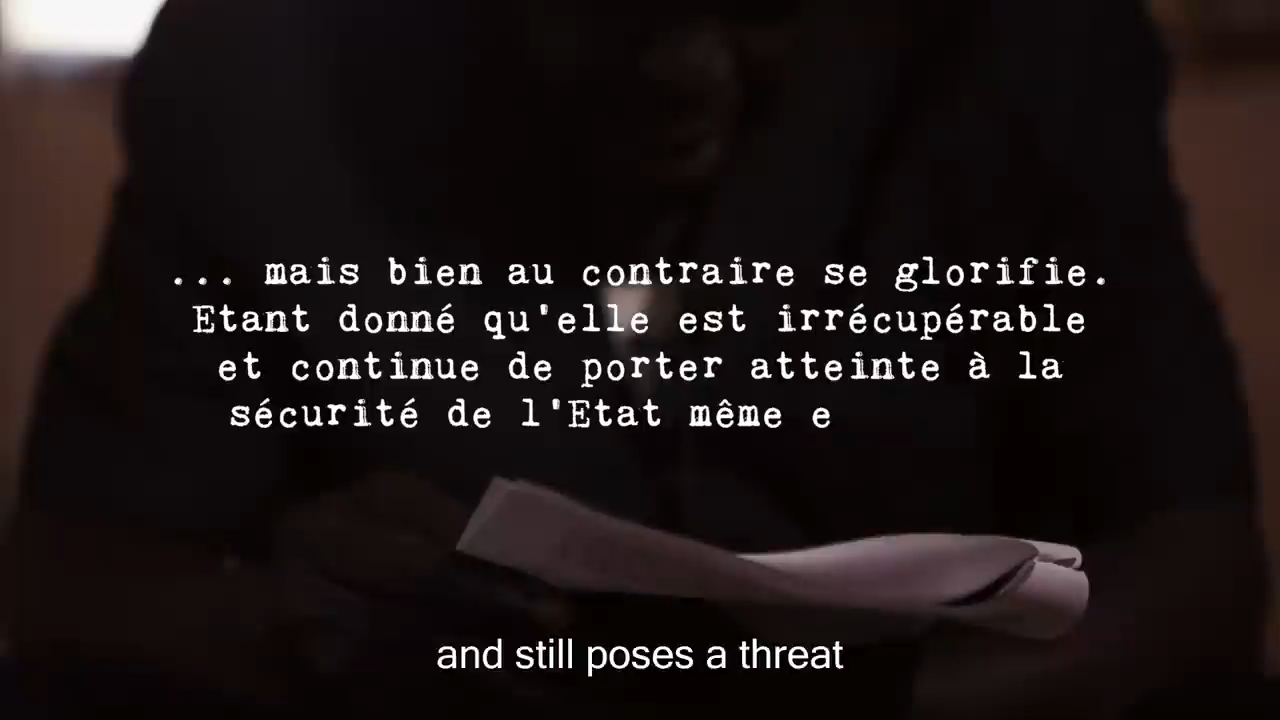 ... mais bien au contraire se glorifie.
Etant donné qu'elle est irrécupérable
et continue de porter atteinte à la
sécurité de l'Etat même e
and still poses a threat